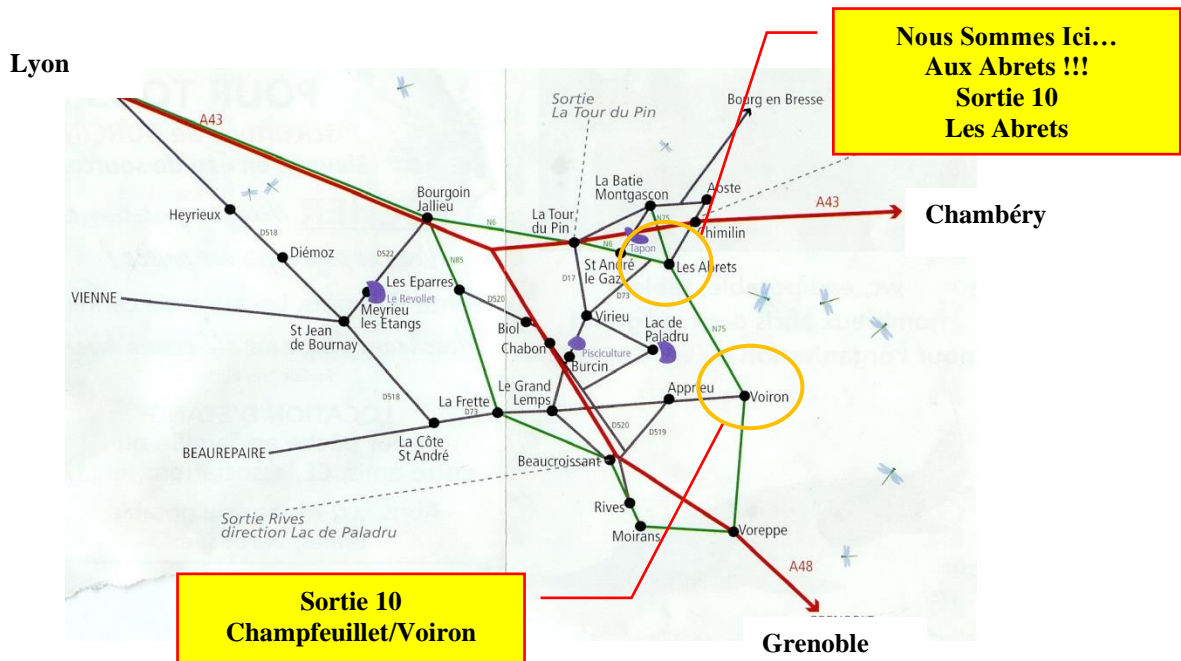 Nous Sommes Ici…
Aux Abrets !!!
Sortie 10
Les Abrets
Lyon
POUR TO
Sortie
La Tour du Pin
Bourg en Bresse
A43
La Batie
Montgascon
Aoste
Bourgoin
Jallieu
Heyrieux
N6
La Tour
du Pin
N75
A43
Chambéry
Chimilin
D518
Diémoz
D522
N85
N6
Tapon
St André
le Gaz
Les Abrets
D17
D73
VIENNE
Les Eparres
Le Revollet
Meyrieu
les Etangs
D520
St Jean
de Bournay
Biol
Virieu
Lac de
Paladru
N75
Chabon
Pisciculture
Burcin
D518
La Frette
D73
Le Grand
Lemps
Apprieu
Voiron
BEAUREPAIRE
La Côte
St André
D520
D519
Beaucroissant
Sortie Rives
direction Lac de Paladru
Rives
Moirans
Voreppe
A48
Sortie 10
Champfeuillet/Voiron
Grenoble